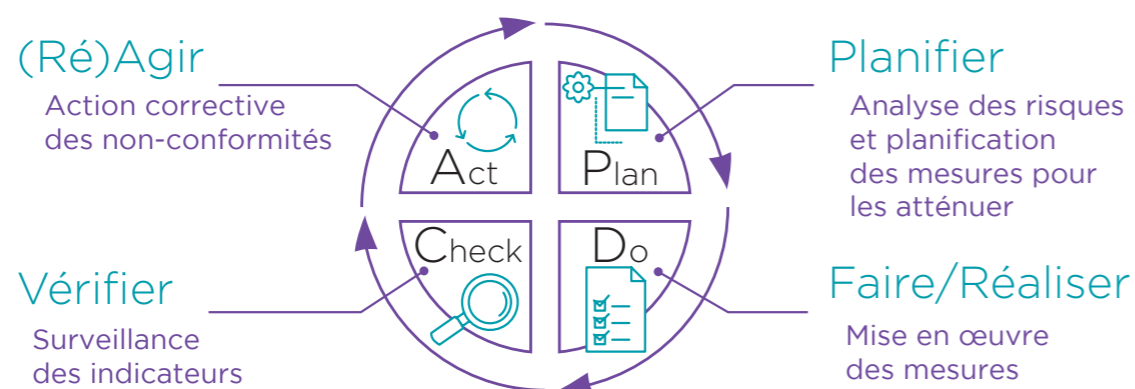 (Ré)Agir
Action corrective
des non-conformités
Act
Plan
Planifier
Analyse des risques
et planification
des mesures pour
les atténuer
Vérifier
Surveillance
des indicateurs
Check
Do
Faire/Réaliser
Mise en œuvre
des mesures